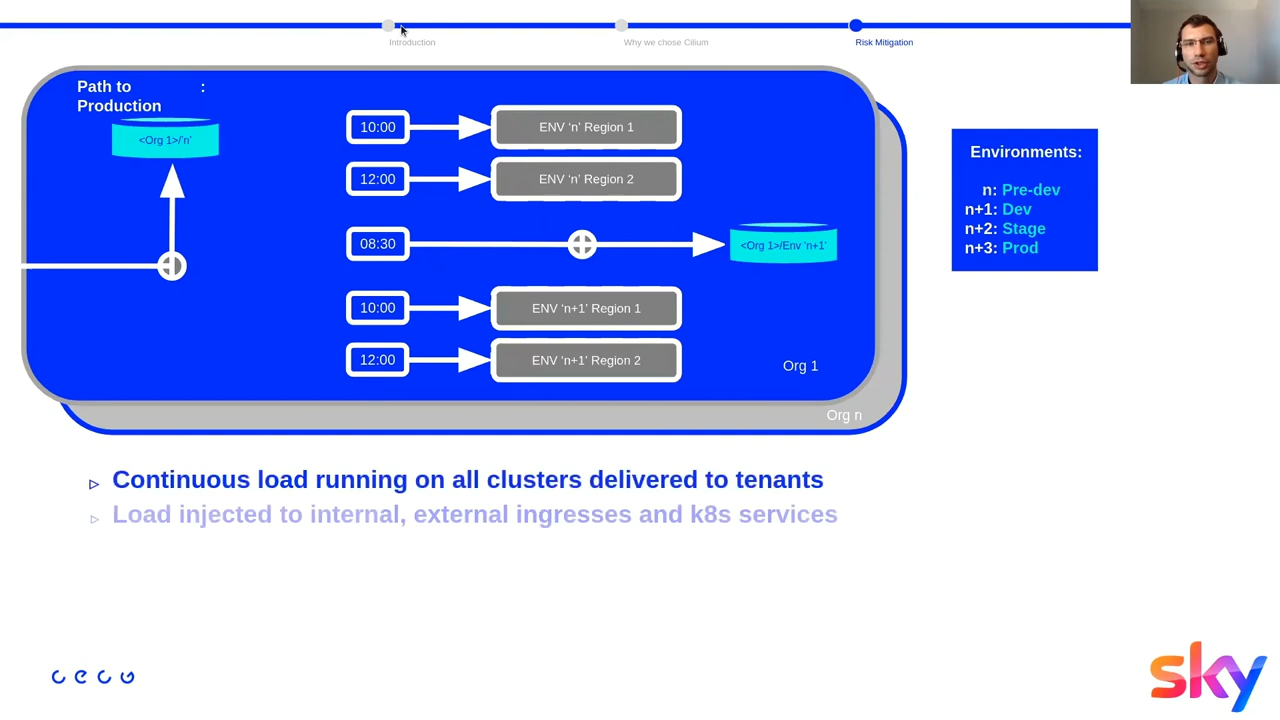 Introduction
Why we chose Cilium
Risk Mitigation
Path to :
Production
<Org 1>/'n'
10:00
ENV 'n' Region 1
12:00
ENV 'n' Region 2
08:30
<Org 1>/Env 'n+1'
10:00
ENV 'n+1' Region 1
12:00
ENV 'n+1' Region 2
Org 1
Org n
Environments:
n: Pre-dev
n+1: Dev
n+2: Stage
n+3: Prod
Continuous load running on all clusters delivered to tenants
Load injected to internal, external ingresses and k8s services
cecg
sky